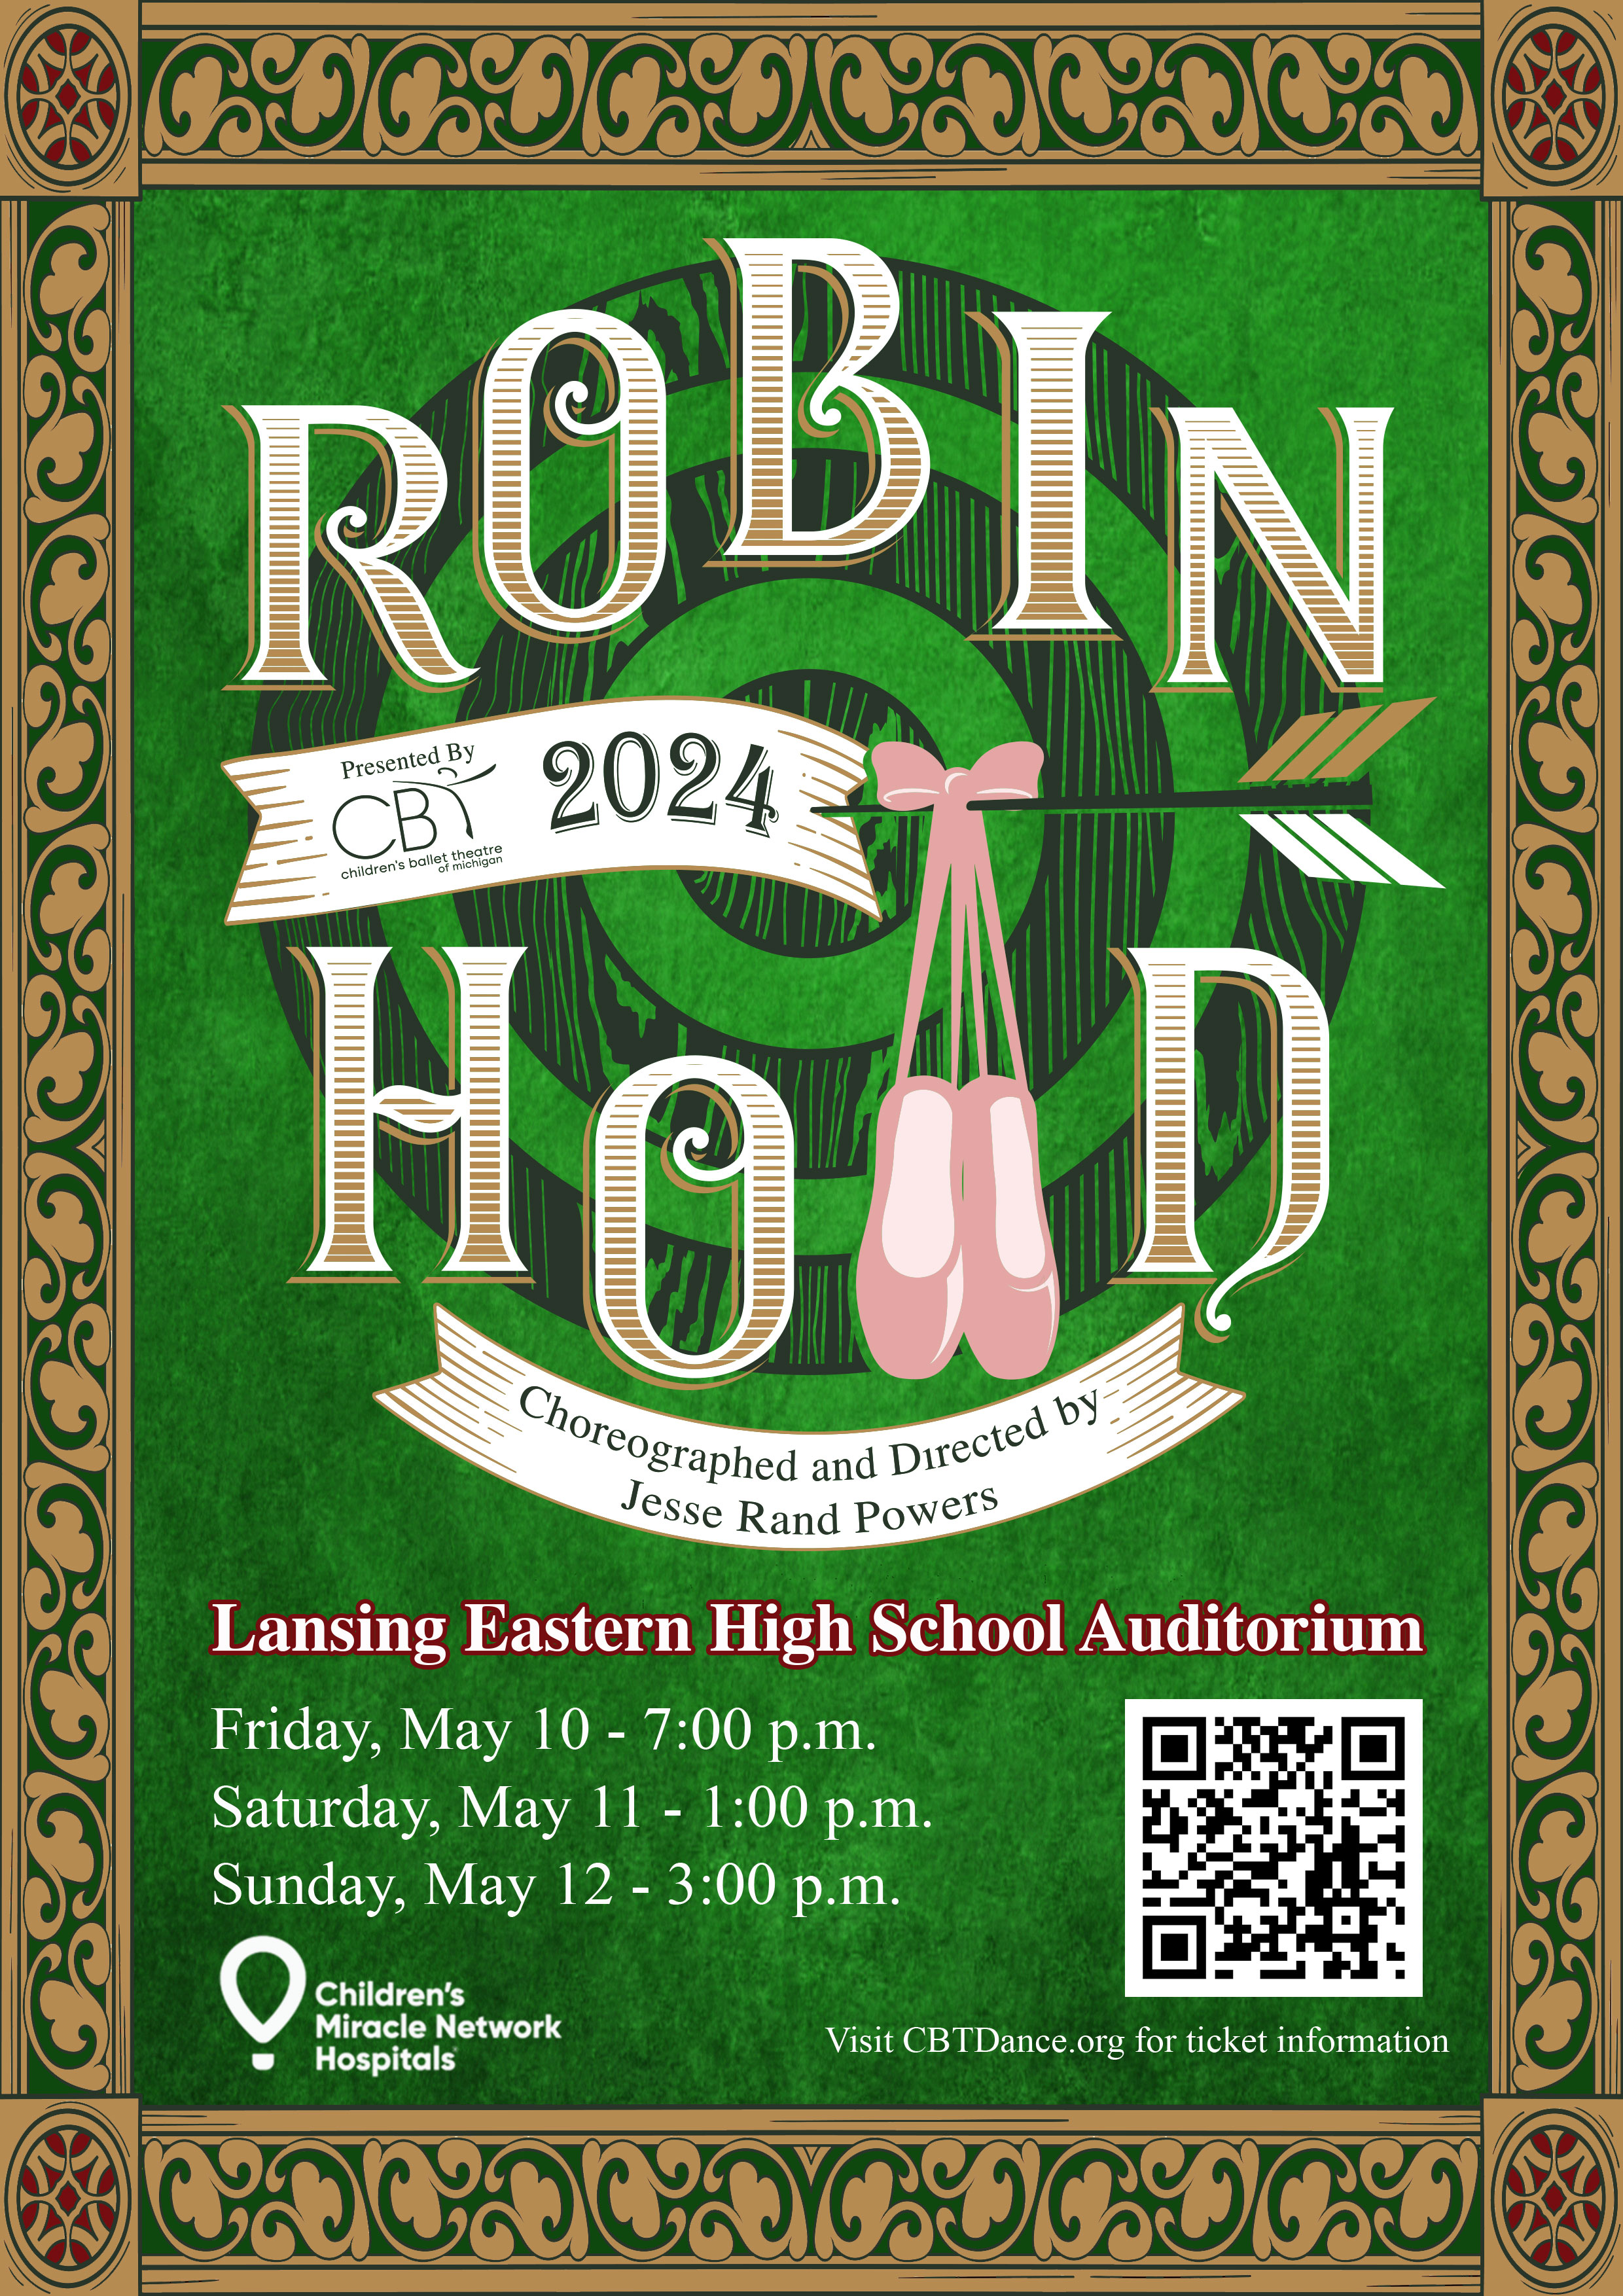 ROBIN
Presented By
CBT
children's ballet theatre
of michigan
2024
HOOD
Choreographed and Directed by
Jesse Rand Powers
Lansing Eastern High School Auditorium
Friday, May 10 - 7:00 p.m.
Saturday, May 11 - 1:00 p.m.
Sunday, May 12 - 3:00 p.m.
Children's
Miracle Network
Hospitals
Visit CBTDance.org for ticket information